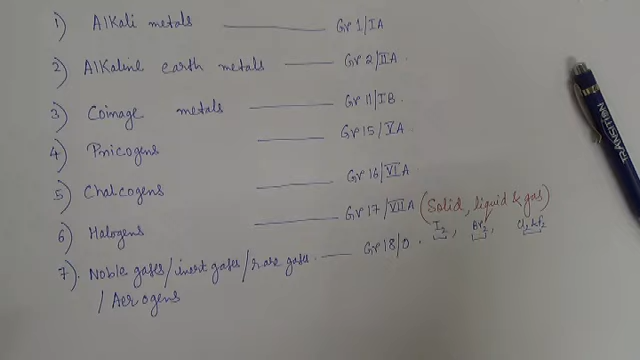 1) Alkali metals —— Gr 1/IA
2) Alkaline earth metals —— Gr 2/IIA.
3) Coinage metals —— Gr 11/IB.
4) Pnicogens —— Gr 15/VA.
5) Chalcogens —— Gr 16/VIA.
6) Halogens —— Gr 17/VIIA (Solid, liquid & gas)
I2, Br2, Cl2 & F2
7). Noble gases/inert gases/rare gases. —— Gr 18/0.
/Aerogens
TRANSITION